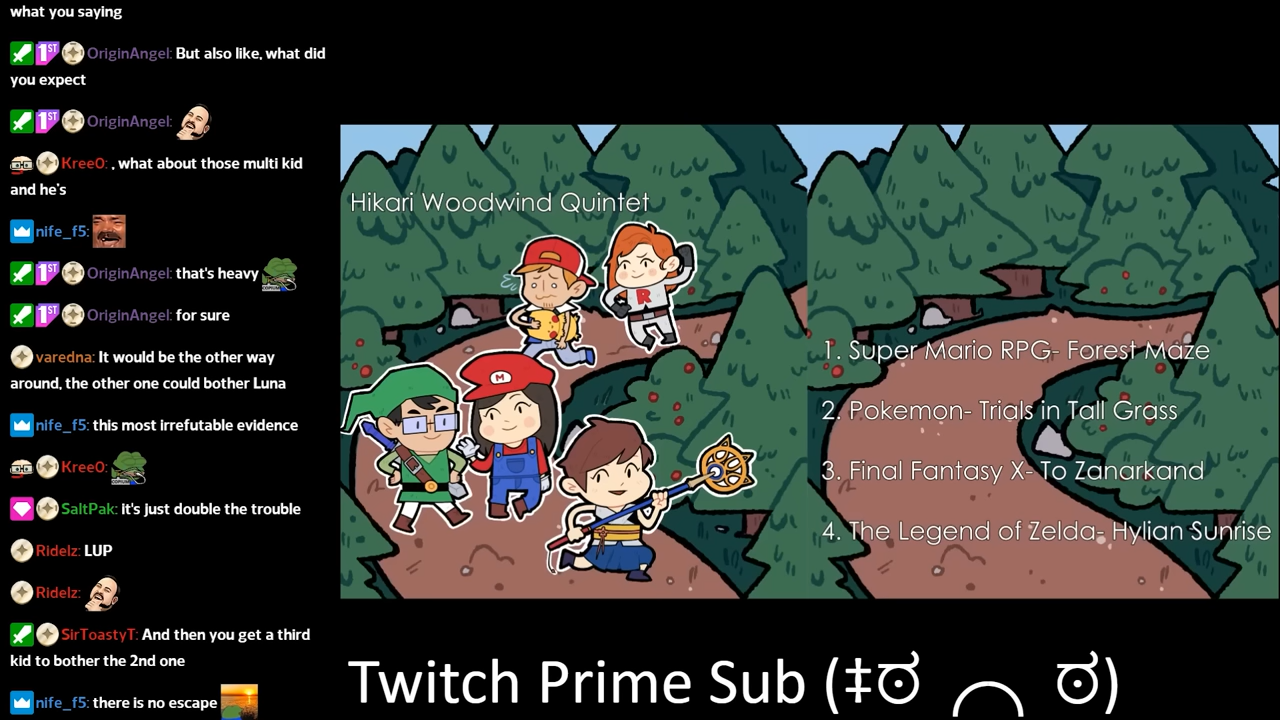 what you saying
OriginAngel: But also like, what did
you expect
OriginAngel:
KreeO: , what about those multi kid
and he's
nife_f5:
OriginAngel: that's heavy
OriginAngel: for sure
varedna: It would be the other way
around, the other one could bother Luna
nife_f5: this most irrefutable evidence
KreeO:
SaltPak: it's just double the trouble
Ridelz: LUP
Ridelz:
SirToastyT: And then you get a third
kid to bother the 2nd one
nife_f5: there is no escape
Hikari Woodwind Quintet
R
M
1. Super Mario RPG- Forest Maze
2. Pokemon- Trials in Tall Grass
3. Final Fantasy X- To Zanarkand
4. The Legend of Zelda- Hylian Sunrise
Twitch Prime Sub (‡ಠ ╭╮ ಠ)